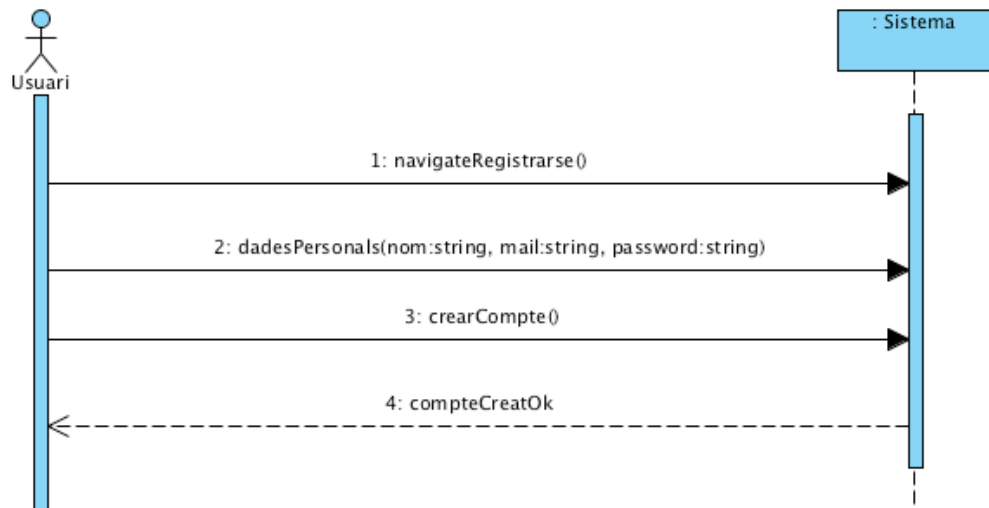 Usuari
: Sistema
1: navigateRegistrarse()
2: dadesPersonals(nom:string, mail:string, password:string)
3: crearCompte()
4: compteCreatOk